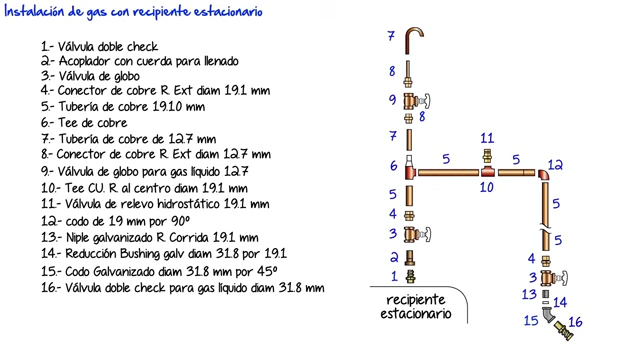 Instalación de gas con recipiente estacionario
1.- Válvula doble check
2.- Acoplador con cuerda para llenado
3.- Válvula de globo
4.- Conector de cobre R. Ext diam 19.1 mm
5.- Tubería de cobre 19.1.0 mm
6.- Tee de cobre
7.- Tubería de cobre de 12.7 mm
8.- Conector de cobre R. Ext diam 12.7 mm
9.- Válvula de globo para gas líquido 12.7
10.- Tee CU. R. al centro diam 19.1 mm
11.- Válvula de relevo hidrostático 19.1 mm
12.- codo de 19 mm por 90º
13.- Niple galvanizado R. Corrida 19.1 mm
14.- Reducción Bushing galv diam 31.8 por 19.1
15.- Codo Galvanizado diam 31.8 mm por 45º
16.- Válvula doble check para gas líquido diam 31.8 mm
7
8
9
8
7
11
6
5
5
12
10
5
5
4
3
5
4
2
3
1
13
14
15
16
recipiente
estacionario